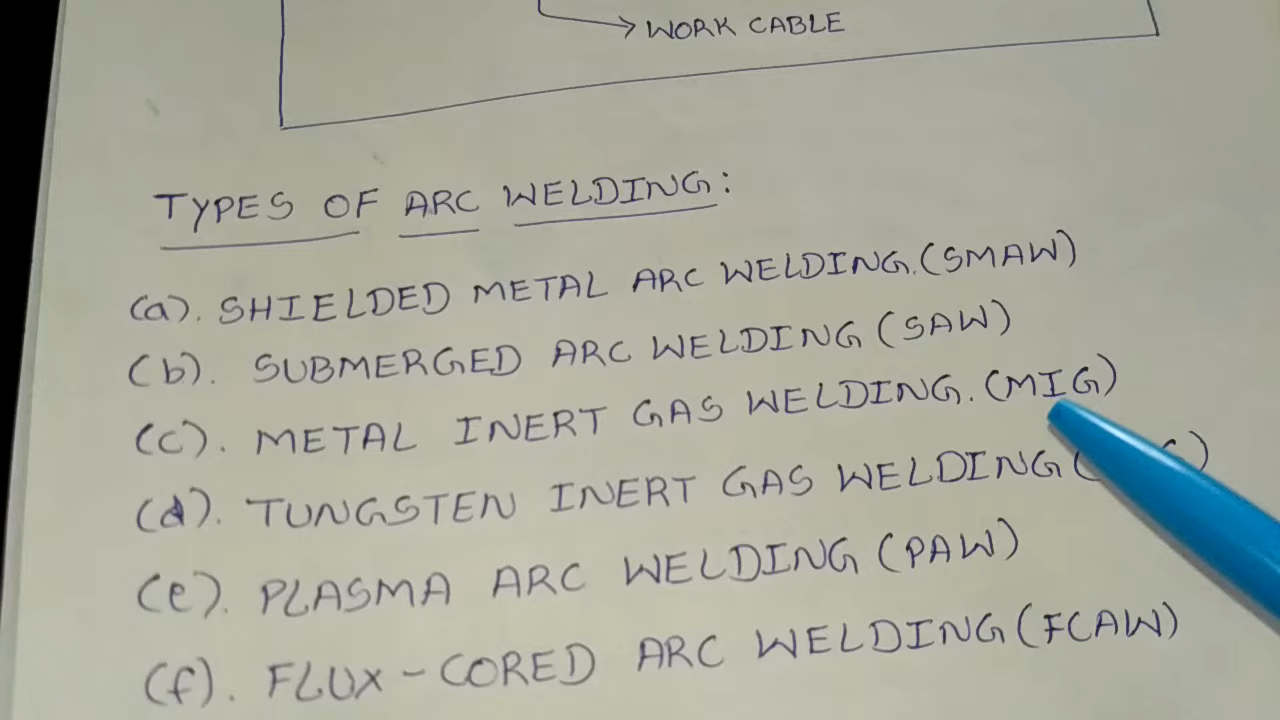 WORK CABLE
TYPES OF ARC WELDING:
(a). SHIELDED METAL ARC WELDING.(SMAW)
(b). SUBMERGED ARC WELDING (SAW)
(c). METAL INERT GAS WELDING. (MIG)
(d). TUNGSTEN INERT GAS WELDING
(e). PLASMA ARC WELDING (PAW)
(f). FLUX-CORED ARC WELDING (FCAW)